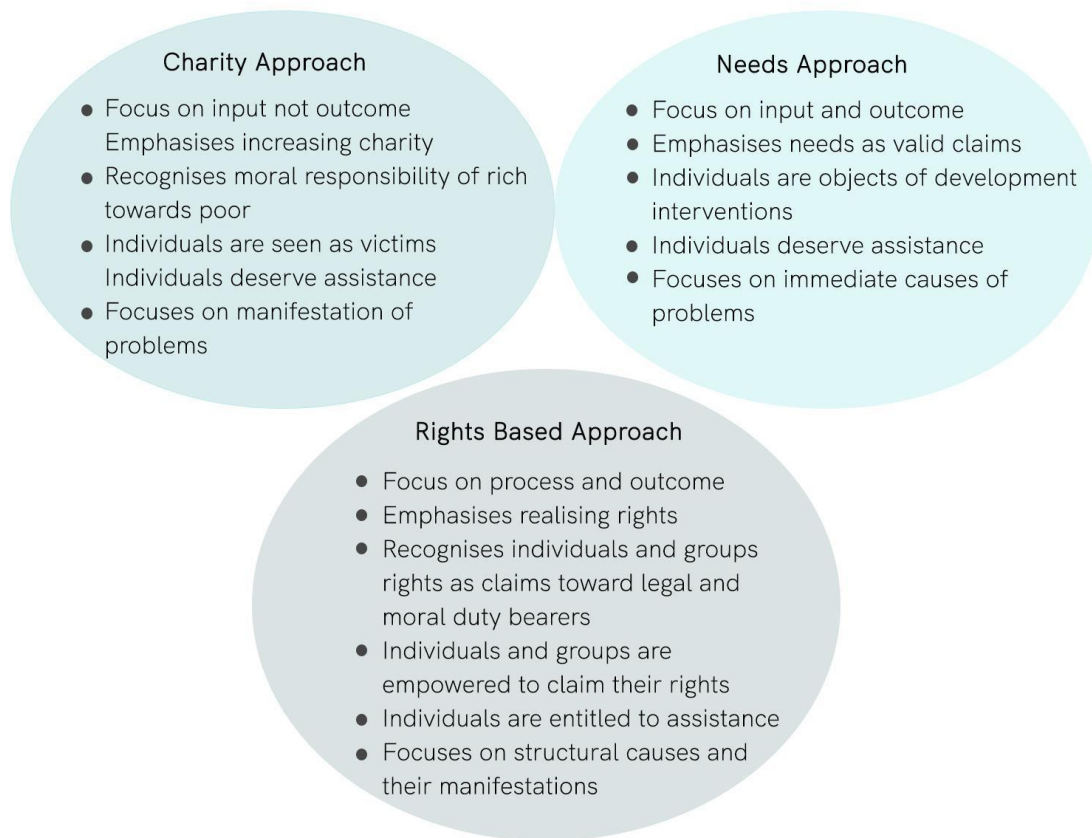 Charity Approach
● Focus on input not outcome
Emphasises increasing charity
● Recognises moral responsibility of rich
towards poor
● Individuals are seen as victims
Individuals deserve assistance
● Focuses on manifestation of
problems
Needs Approach
● Focus on input and outcome
● Emphasises needs as valid claims
● Individuals are objects of development
interventions
● Individuals deserve assistance
● Focuses on immediate causes of
problems
Rights Based Approach
● Focus on process and outcome
● Emphasises realising rights
● Recognises individuals and groups
rights as claims toward legal and
moral duty bearers
● Individuals and groups are
empowered to claim their rights
● Individuals are entitled to assistance
● Focuses on structural causes and
their manifestations